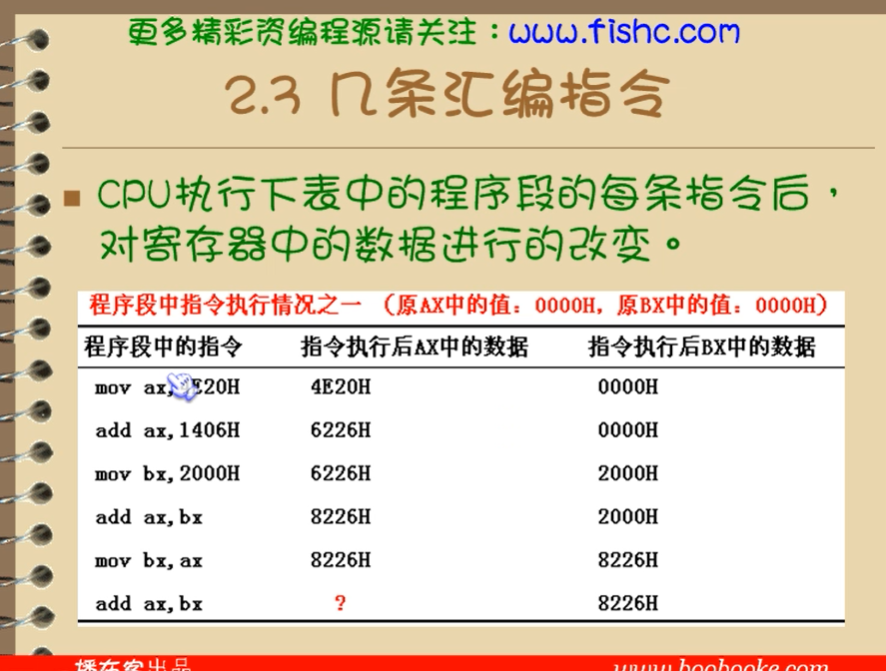 更多精彩资编程源请关注：www.fishc.com
2.3 几条汇编指令
CPU执行下表中的程序段的每条指令后，
对寄存器中的数据进行的改变。
程序段中指令执行情况之一 （原AX中的值：0000H，原BX中的值：0000H）
程序段中的指令 指令执行后AX中的数据 指令执行后BX中的数据
mov ax, E20H 4E20H 0000H
add ax,1406H 6226H 0000H
mov bx,2000H 6226H 2000H
add ax,bx 8226H 2000H
mov bx,ax 8226H 8226H
add ax,bx ? 8226H
播布客出品 www.boobooke.com